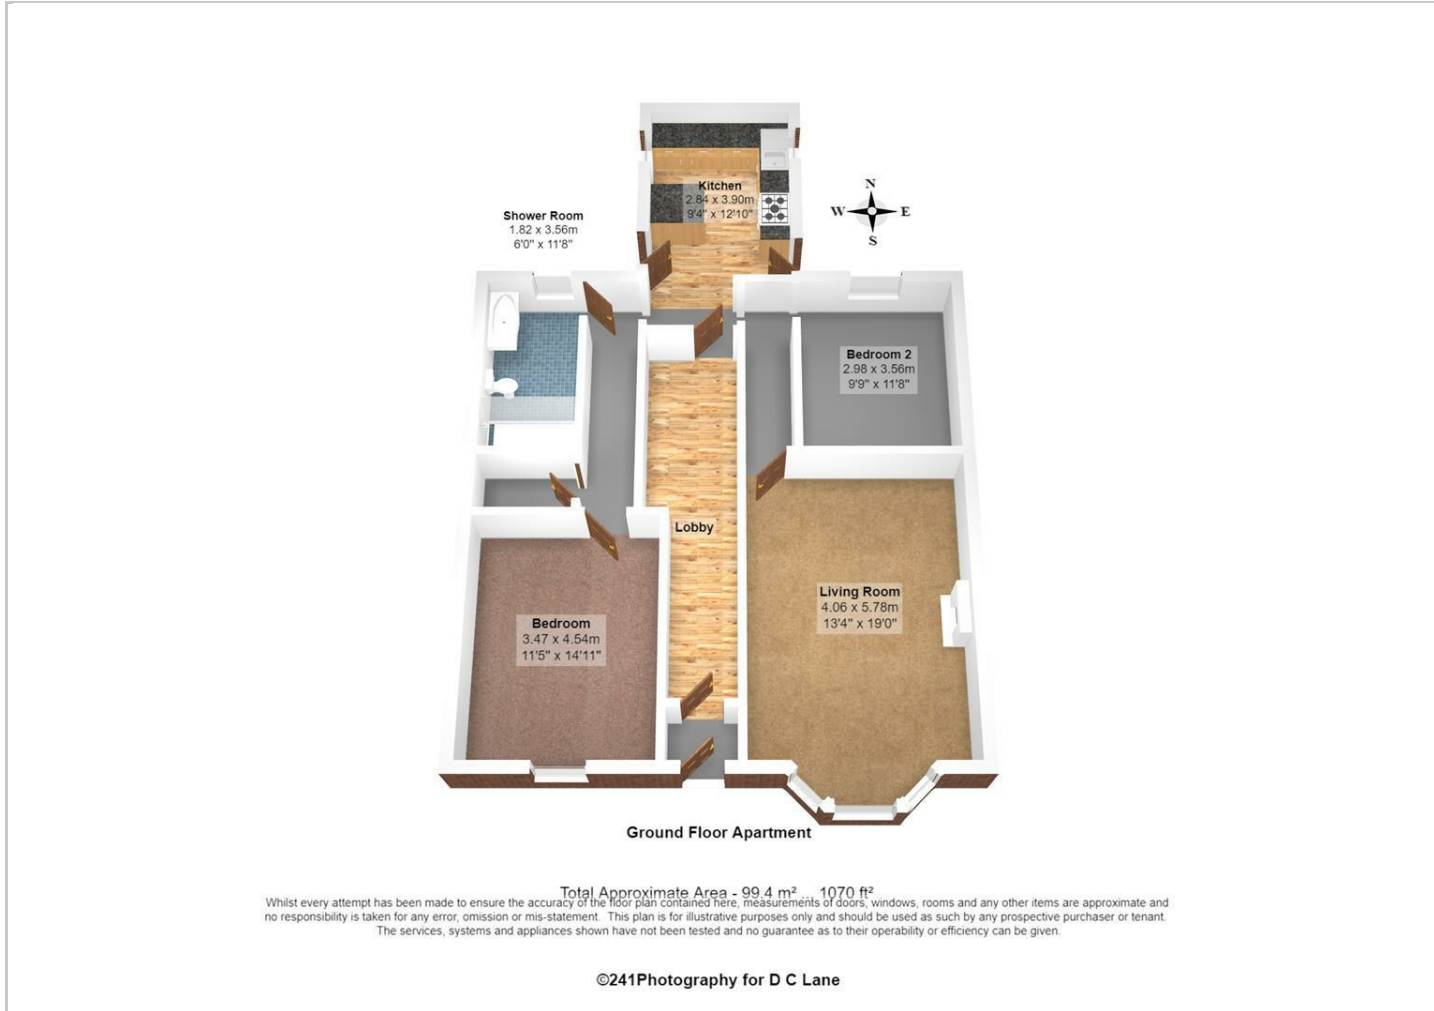 Kitchen
2.84 x 3.90m
9'4" x 12'10"
N
W
E
S
Shower Room
1.82 x 3.56m
6'0" x 11'8"
Bedroom 2
2.98 x 3.56m
9'9" x 11'8"
Lobby
Living Room
4.06 x 5.78m
13'4" x 19'0"
Bedroom
3.47 x 4.54m
11'5" x 14'11"
Ground Floor Apartment
Total Approximate Area - 99.4 m² ... 1070 ft²
Whilst every attempt has been made to ensure the accuracy of the floor plan contained here, measurements of doors, windows, rooms and any other items are approximate and
no responsibility is taken for any error, omission or mis-statement. This plan is for illustrative purposes only and should be used as such by any prospective purchaser or tenant.
The services, systems and appliances shown have not been tested and no guarantee as to their operability or efficiency can be given.
©241Photography for D C Lane